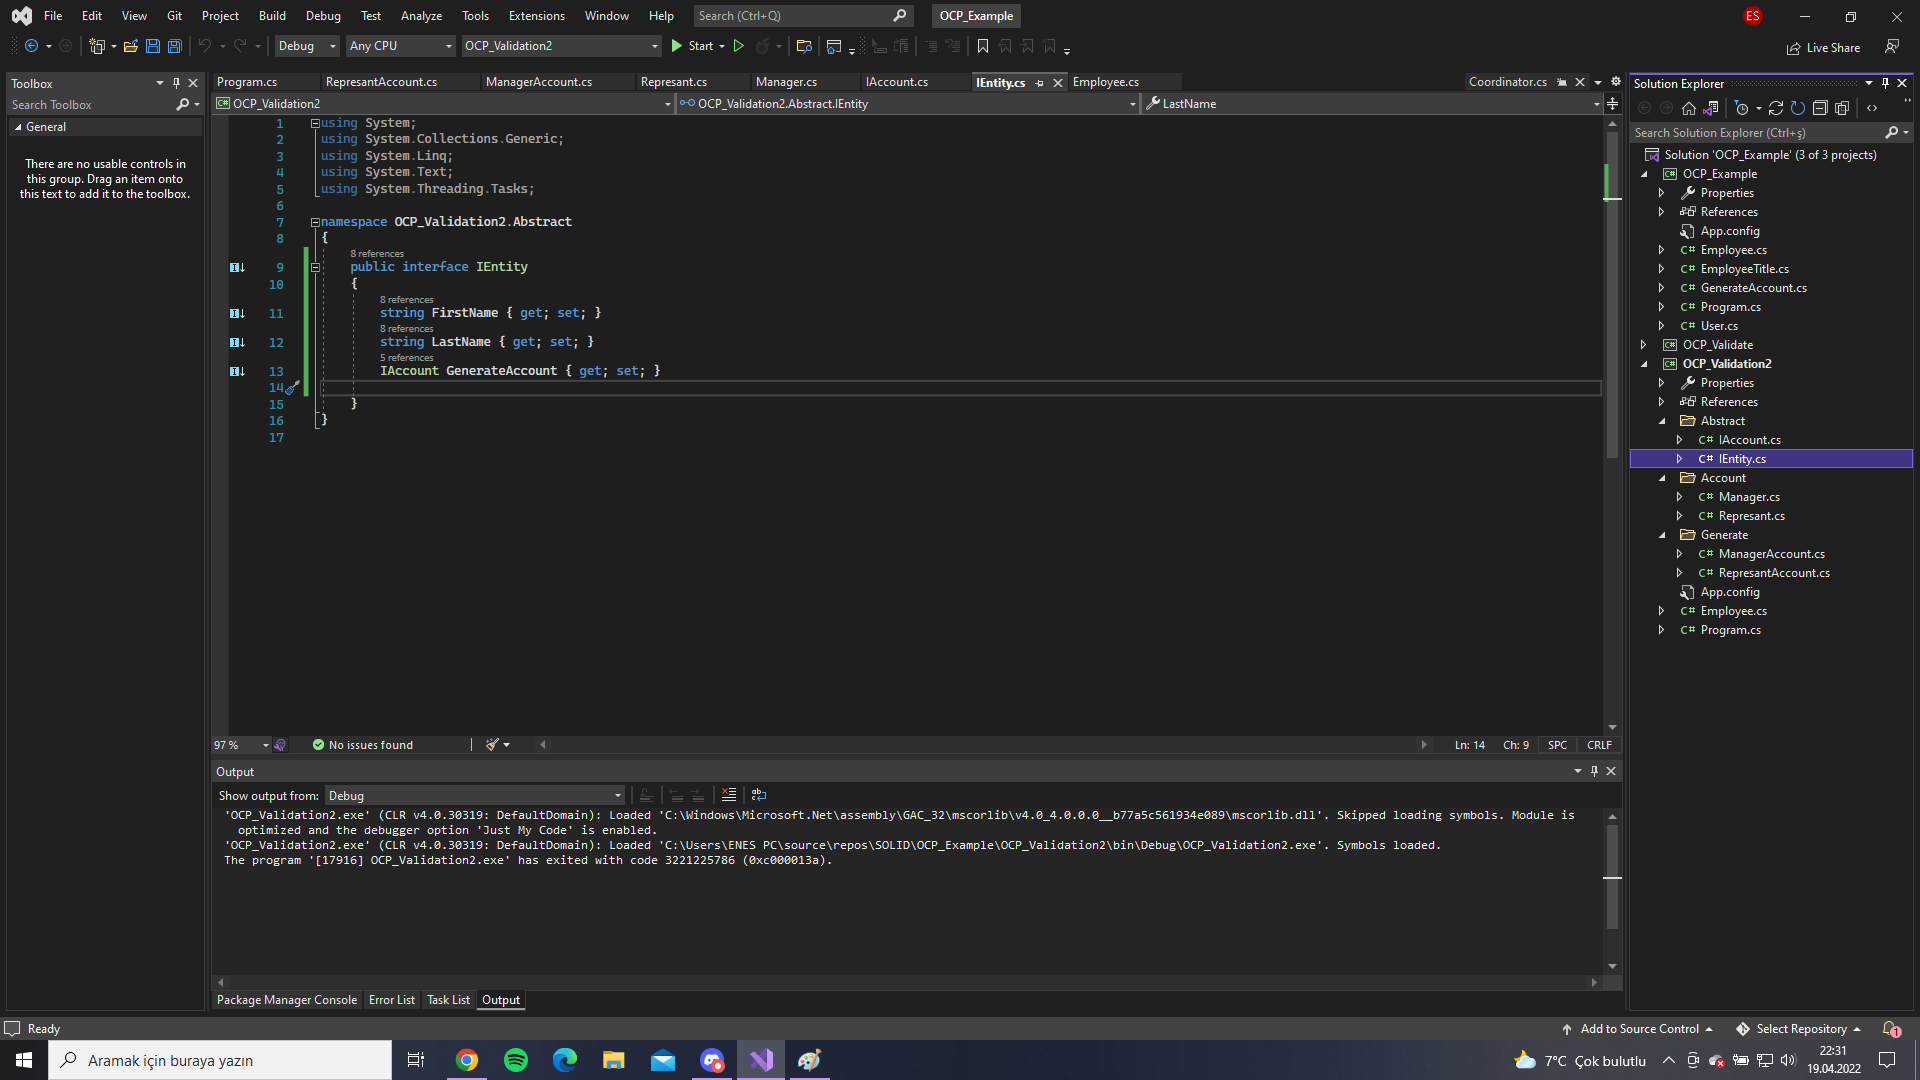 File Edit View Git Project Build Debug Test Analyze Tools Extensions Window Help Search (Ctrl+Q) OCP_Example ES
Debug Any CPU OCP_Validation2 Start Live Share
Toolbox
Search Toolbox
General
There are no usable controls in
this group. Drag an item onto
this text to add it to the toolbox.
Program.cs RepresantAccount.cs ManagerAccount.cs Represant.cs Manager.cs IAccount.cs IEntity.cs Employee.cs Coordinator.cs
OCP_Validation2 OCP_Validation2.Abstract.IEntity LastName
1 using System;
2 using System.Collections.Generic;
3 using System.Linq;
4 using System.Text;
5 using System.Threading.Tasks;
6
7 namespace OCP_Validation2.Abstract
8 {
8 references
9 public interface IEntity
10 {
8 references
11 string FirstName { get; set; }
8 references
12 string LastName { get; set; }
5 references
13 IAccount GenerateAccount { get; set; }
14
15 }
16 }
17
97 % No issues found Ln: 14 Ch: 9 SPC CRLF
Output
Show output from: Debug
'OCP_Validation2.exe' (CLR v4.0.30319: DefaultDomain): Loaded 'C:\Windows\Microsoft.Net\assembly\GAC_32\mscorlib\v4.0_4.0.0.0__b77a5c561934e089\mscorlib.dll'. Skipped loading symbols. Module is
optimized and the debugger option 'Just My Code' is enabled.
'OCP_Validation2.exe' (CLR v4.0.30319: DefaultDomain): Loaded 'C:\Users\ENES PC\source\repos\SOLID\OCP_Example\OCP_Validation2\bin\Debug\OCP_Validation2.exe'. Symbols loaded.
The program '[17916] OCP_Validation2.exe' has exited with code 3221225786 (0xc000013a).
Package Manager Console Error List Task List Output
Solution Explorer
Search Solution Explorer (Ctrl+ş)
Solution 'OCP_Example' (3 of 3 projects)
C# OCP_Example
Properties
References
App.config
C# Employee.cs
C# EmployeeTitle.cs
C# GenerateAccount.cs
C# Program.cs
C# User.cs
C# OCP_Validate
C# OCP_Validation2
Properties
References
Abstract
C# IAccount.cs
C# IEntity.cs
Account
C# Manager.cs
C# Represant.cs
Generate
C# ManagerAccount.cs
C# RepresantAccount.cs
App.config
C# Employee.cs
C# Program.cs
Ready Add to Source Control Select Repository 1
Aramak için buraya yazın 7°C Çok bulutlu 22:31
19.04.2022